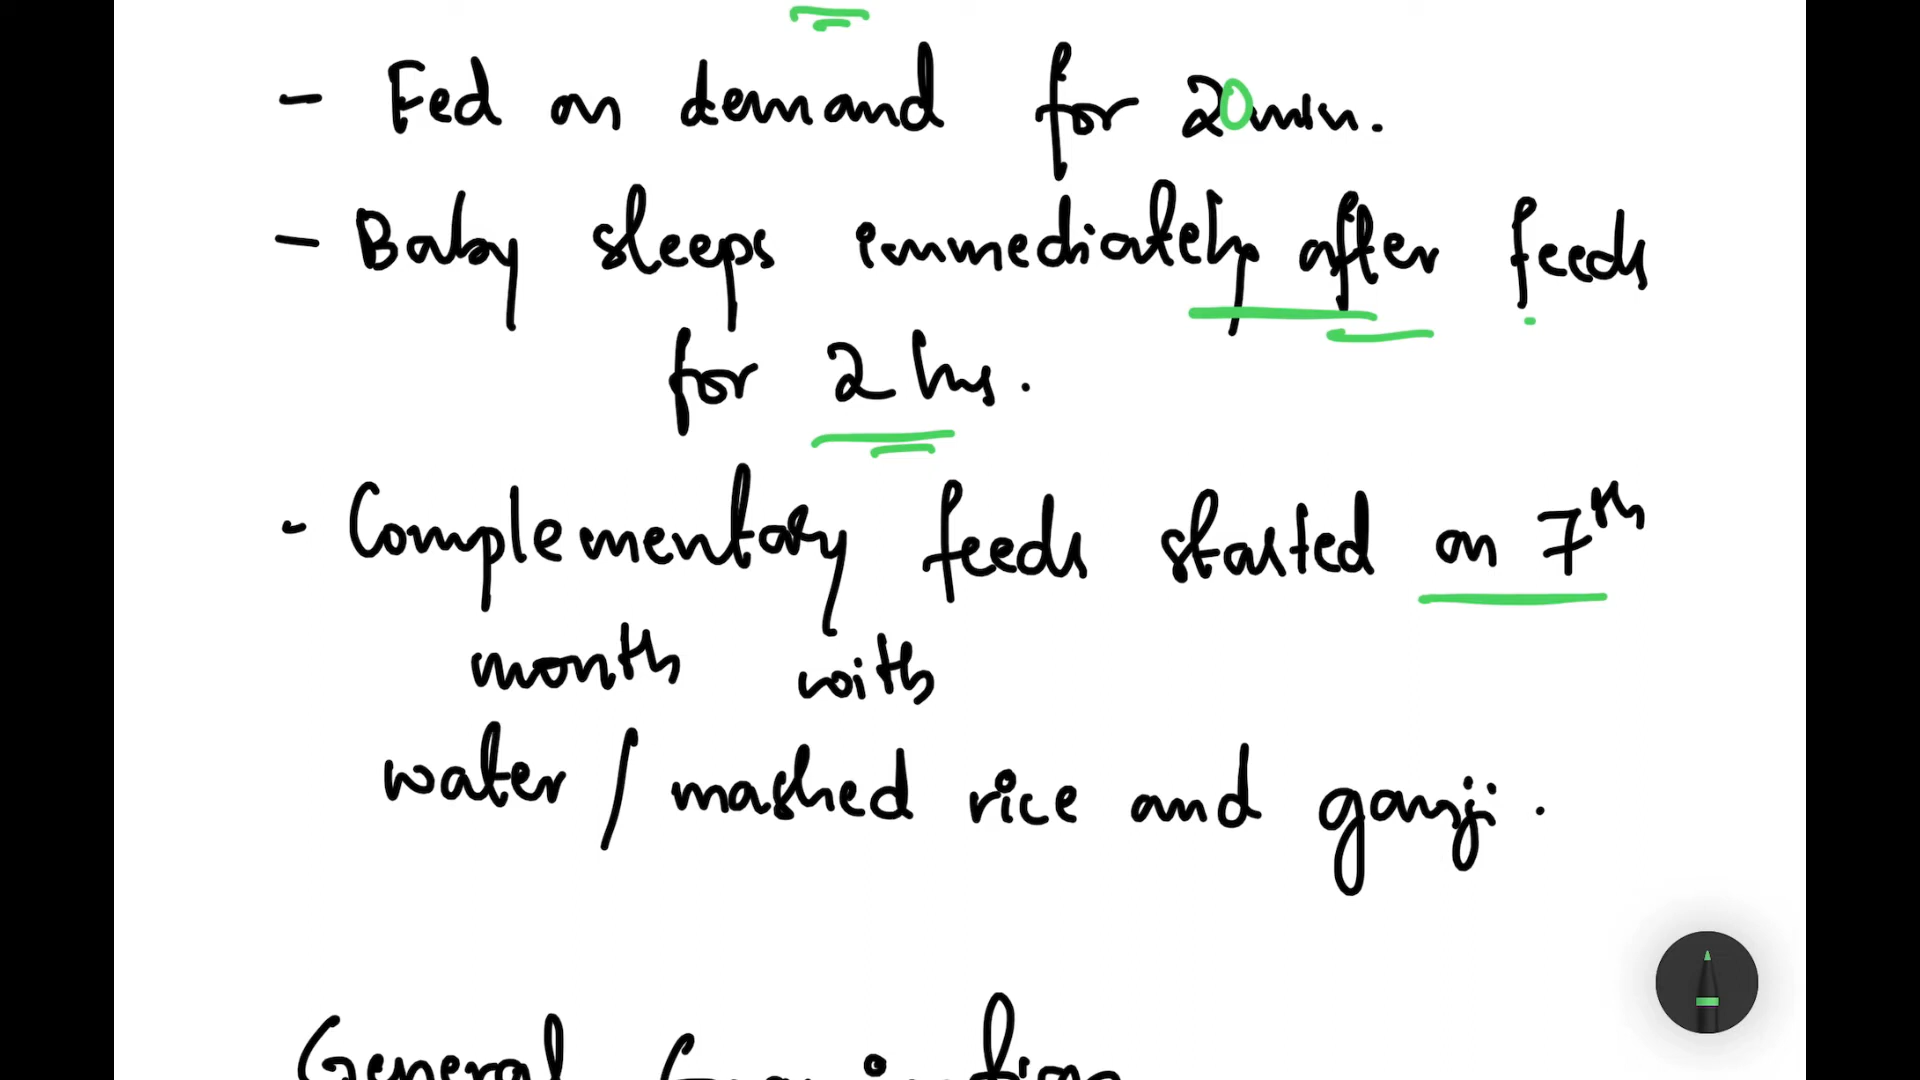 - Fed on demand for 20min.
- Baby sleeps immediately after feeds
for 2 hrs.
- Complementary feeds started on 7th
month with
water / mashed rice and ganji.
General Examination